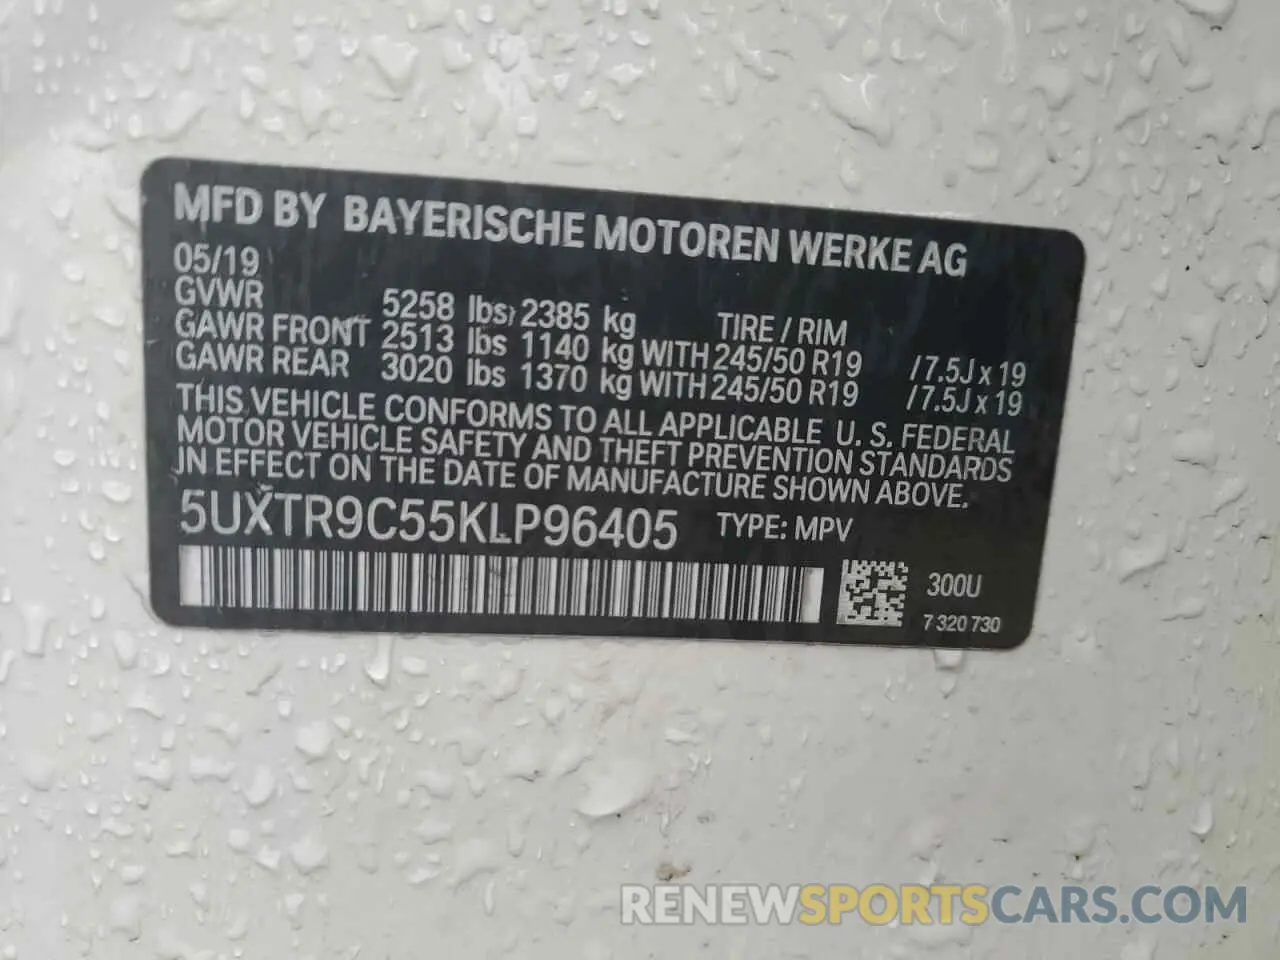 MFD BY BAYERISCHE MOTOREN WERKE AG
05/19
GVWR 5258 lbs 2385 kg TIRE / RIM
GAWR FRONT 2513 lbs 1140 kg WITH 245/50 R19 / 7.5J x 19
GAWR REAR 3020 lbs 1370 kg WITH 245/50 R19 / 7.5J x 19
THIS VEHICLE CONFORMS TO ALL APPLICABLE U. S. FEDERAL
MOTOR VEHICLE SAFETY AND THEFT PREVENTION STANDARDS
IN EFFECT ON THE DATE OF MANUFACTURE SHOWN ABOVE.
5UXTR9C55KLP96405 TYPE: MPV
300U
7 320 730
RENEWSPORTSCARS.COM